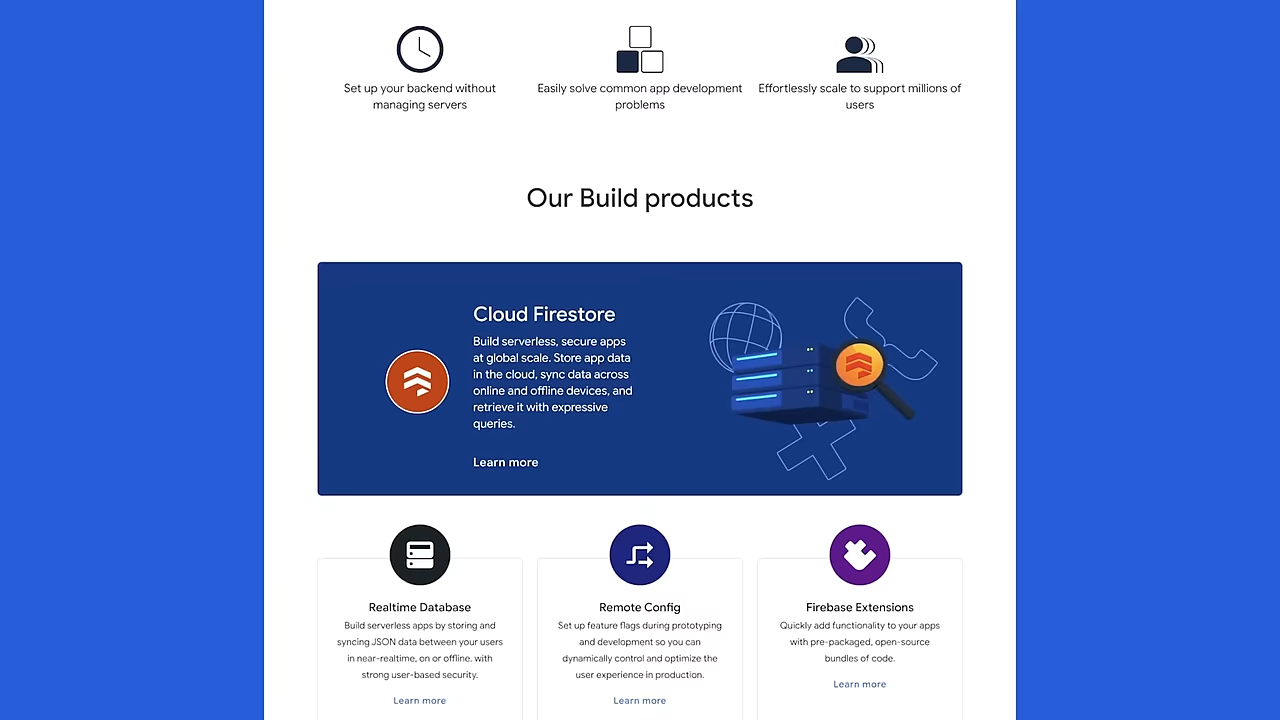 Set up your backend without
managing servers
Easily solve common app development
problems
Effortlessly scale to support millions of
users
Our Build products
Cloud Firestore
Build serverless, secure apps
at global scale. Store app data
in the cloud, sync data across
online and offline devices, and
retrieve it with expressive
queries.
Learn more
Realtime Database
Build serverless apps by storing and
syncing JSON data between your users
in near-realtime, on or offline. with
strong user-based security.
Learn more
Remote Config
Set up feature flags during prototyping
and development so you can
dynamically control and optimize the
user experience in production.
Learn more
Firebase Extensions
Quickly add functionality to your apps
with pre-packaged, open-source
bundles of code.
Learn more